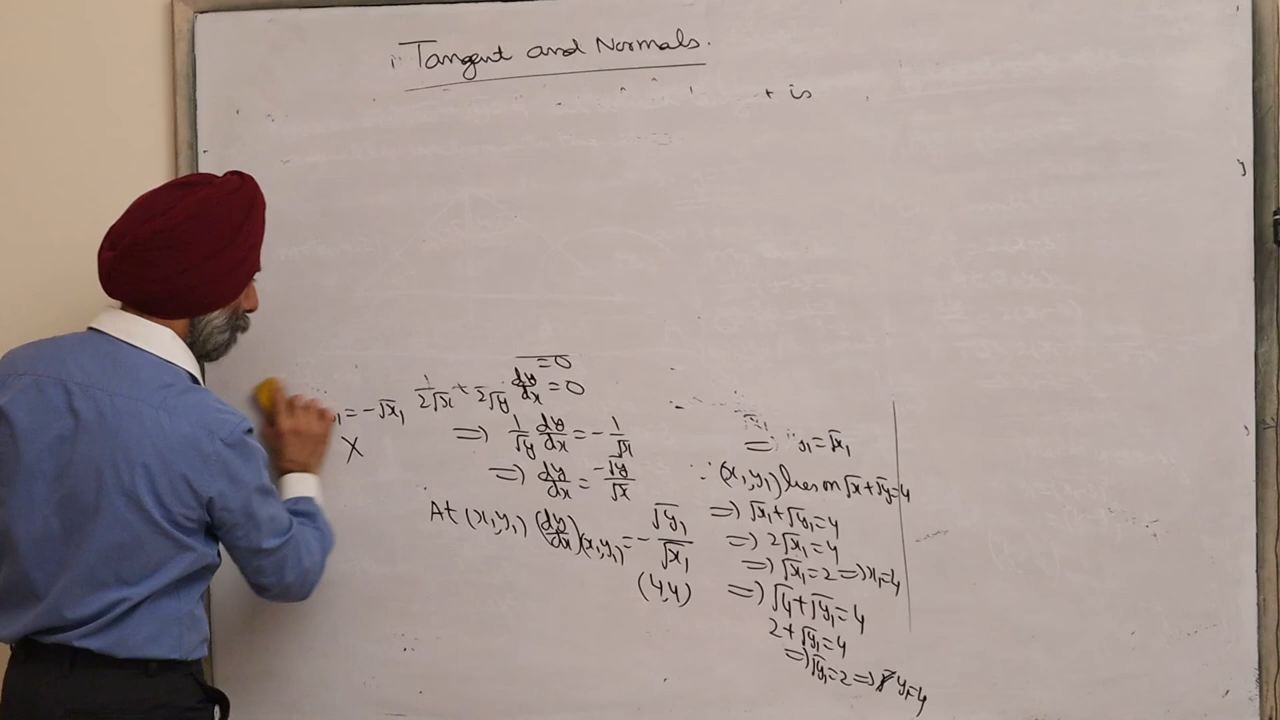 Tangent and Normals.
is
= 0
1/2√x + 1/2√y dy/dx = 0
₁ = -√x₁
X
⇒ 1/√y dy/dx = - 1/√x
⇒ dy/dx = -√y/√x
At (x₁,y₁) (dy/dx)(x₁,y₁) = - √y₁/√x₁
(4,4)
⇒ y₁ = √x₁
∵ (x₁,y₁) lies on √x + √y = 4
⇒ √x₁ + √y₁ = 4
⇒ 2√x₁ = 4
⇒ √x₁ = 2 ⇒ x₁ = 4
⇒ √4 + √y₁ = 4
2 + √y₁ = 4
⇒ √y₁ = 2 ⇒ y₁ = 4
y